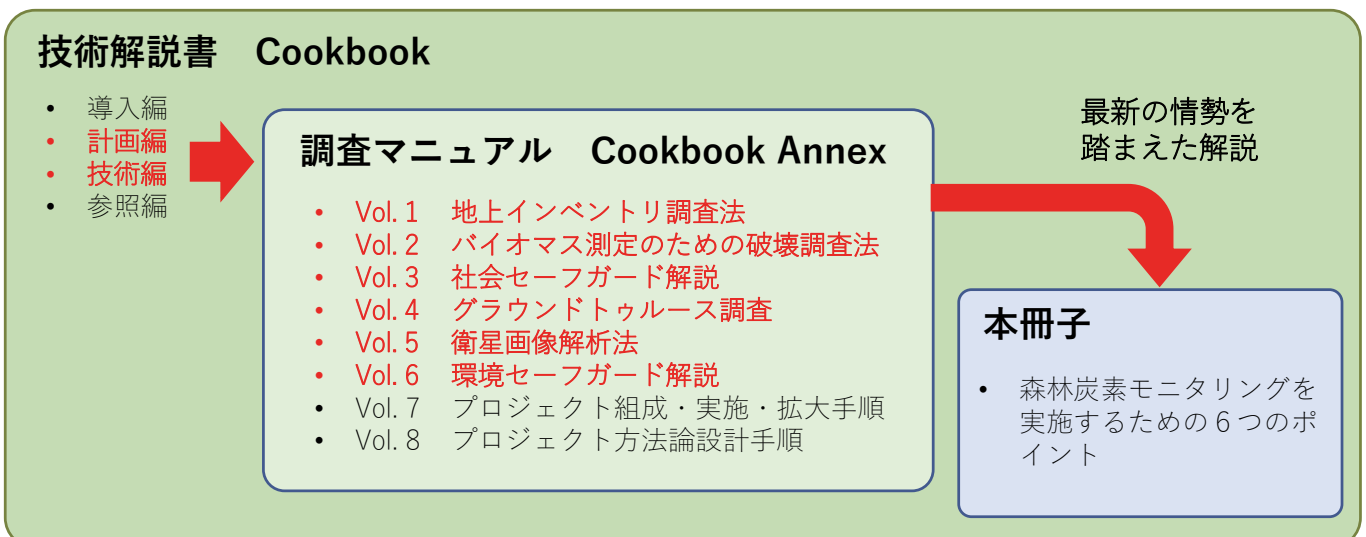 技術解説書　Cookbook
• 導入編
• 計画編
• 技術編
• 参照編
調査マニュアル　Cookbook Annex
• Vol. 1　地上インベントリ調査法
• Vol. 2　バイオマス測定のための破壊調査法
• Vol. 3　社会セーフガード解説
• Vol. 4　グラウンドトゥルース調査
• Vol. 5　衛星画像解析法
• Vol. 6　環境セーフガード解説
• Vol. 7　プロジェクト組成・実施・拡大手順
• Vol. 8　プロジェクト方法論設計手順
最新の情勢を
踏まえた解説
本冊子
• 森林炭素モニタリングを
実施するための６つのポ
イント